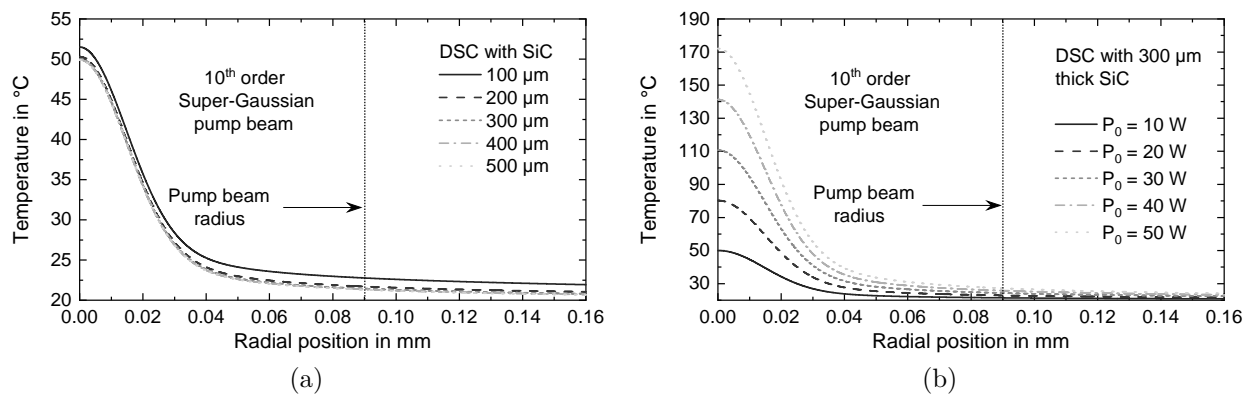 DSC with SiC
100 µm
200 µm
300 µm
400 µm
500 µm
10th order
Super-Gaussian
pump beam
Pump beam
radius
Temperature in °C
55
50
45
40
35
30
25
20
0.00 0.02 0.04 0.06 0.08 0.10 0.12 0.14 0.16
Radial position in mm
(a)
DSC with 300 µm
thick SiC
P0 = 10 W
P0 = 20 W
P0 = 30 W
P0 = 40 W
P0 = 50 W
10th order
Super-Gaussian
pump beam
Pump beam
radius
Temperature in °C
190
170
150
130
110
90
70
50
30
0.00 0.02 0.04 0.06 0.08 0.10 0.12 0.14 0.16
Radial position in mm
(b)